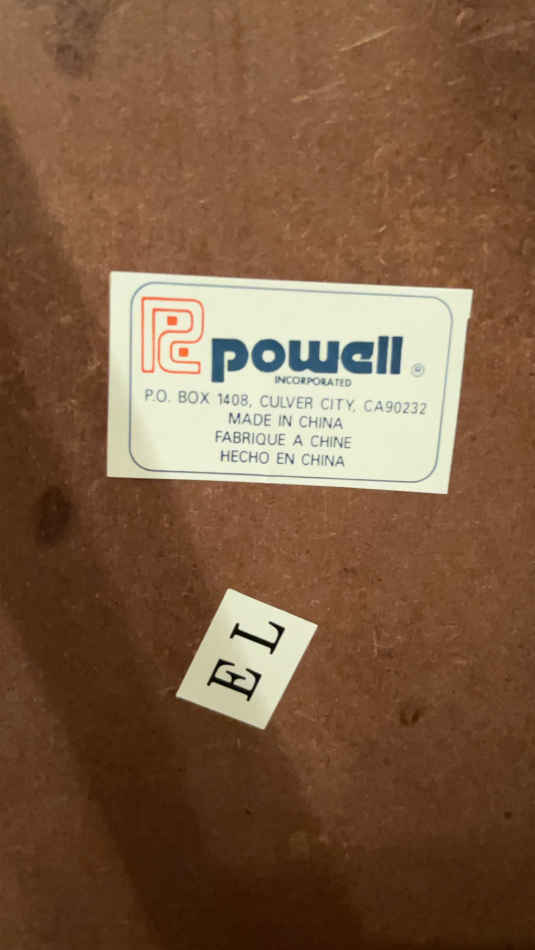 powell ®
INCORPORATED
P.O. BOX 1408, CULVER CITY, CA90232
MADE IN CHINA
FABRIQUE A CHINE
HECHO EN CHINA
EL